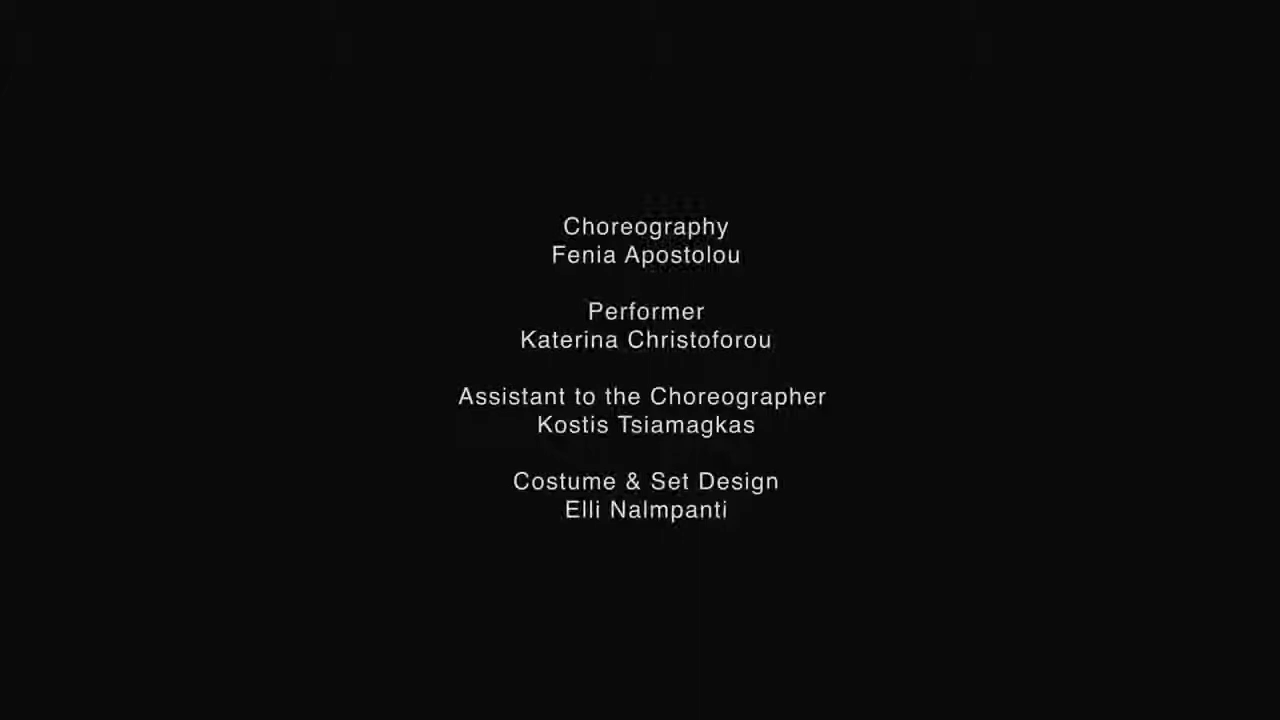 Choreography
Fenia Apostolou
Performer
Katerina Christoforou
Assistant to the Choreographer
Kostis Tsiamagkas
Costume & Set Design
Elli Nalmpanti